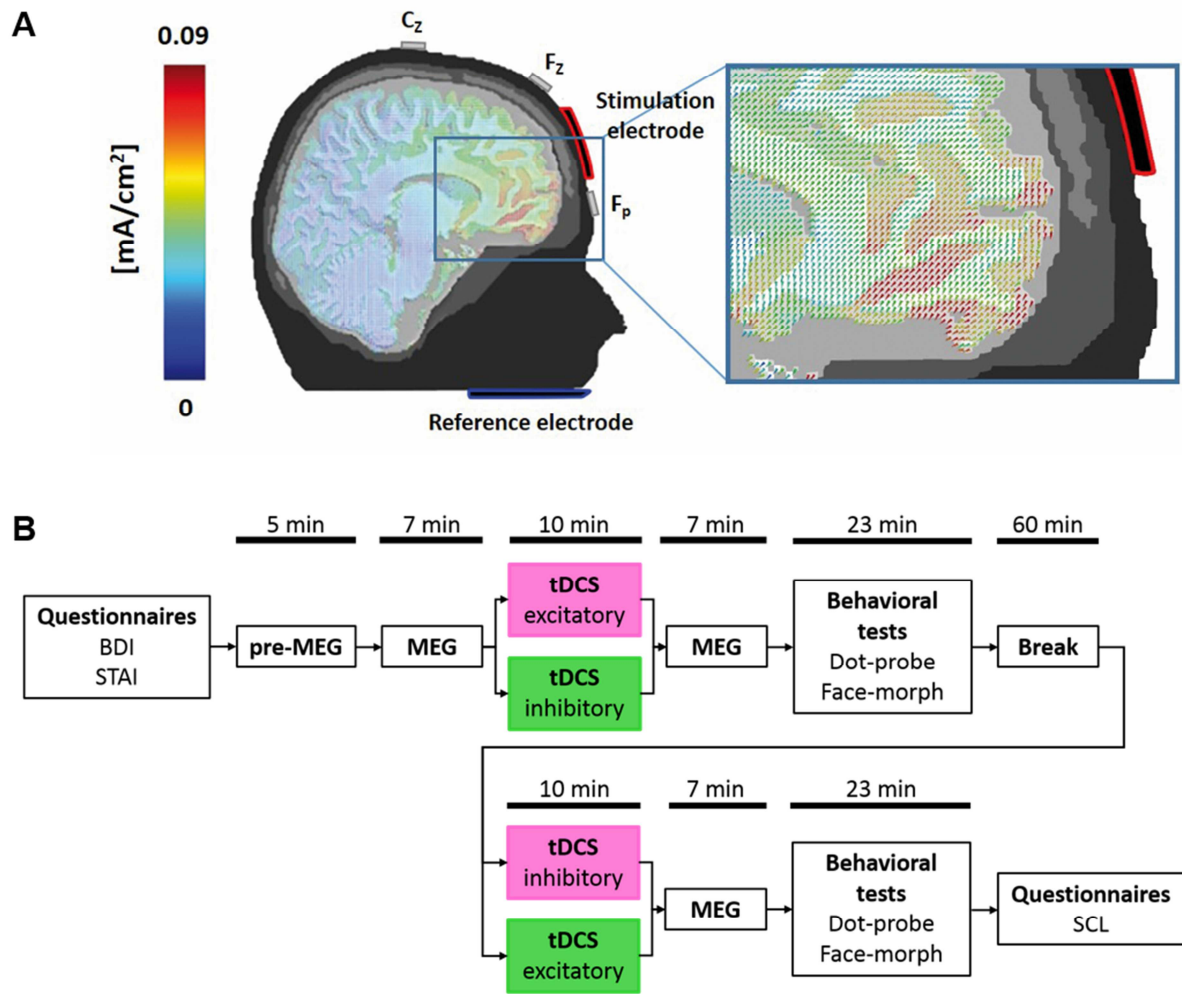 A
0.09
[mA/cm²]
0
C_Z
F_Z
Stimulation
electrode
F_p
Reference electrode
B
5 min
7 min
10 min
7 min
23 min
60 min
Questionnaires
BDI
STAI
pre-MEG
MEG
tDCS
excitatory
tDCS
inhibitory
MEG
Behavioral
tests
Dot-probe
Face-morph
Break
10 min
7 min
23 min
tDCS
inhibitory
tDCS
excitatory
MEG
Behavioral
tests
Dot-probe
Face-morph
Questionnaires
SCL